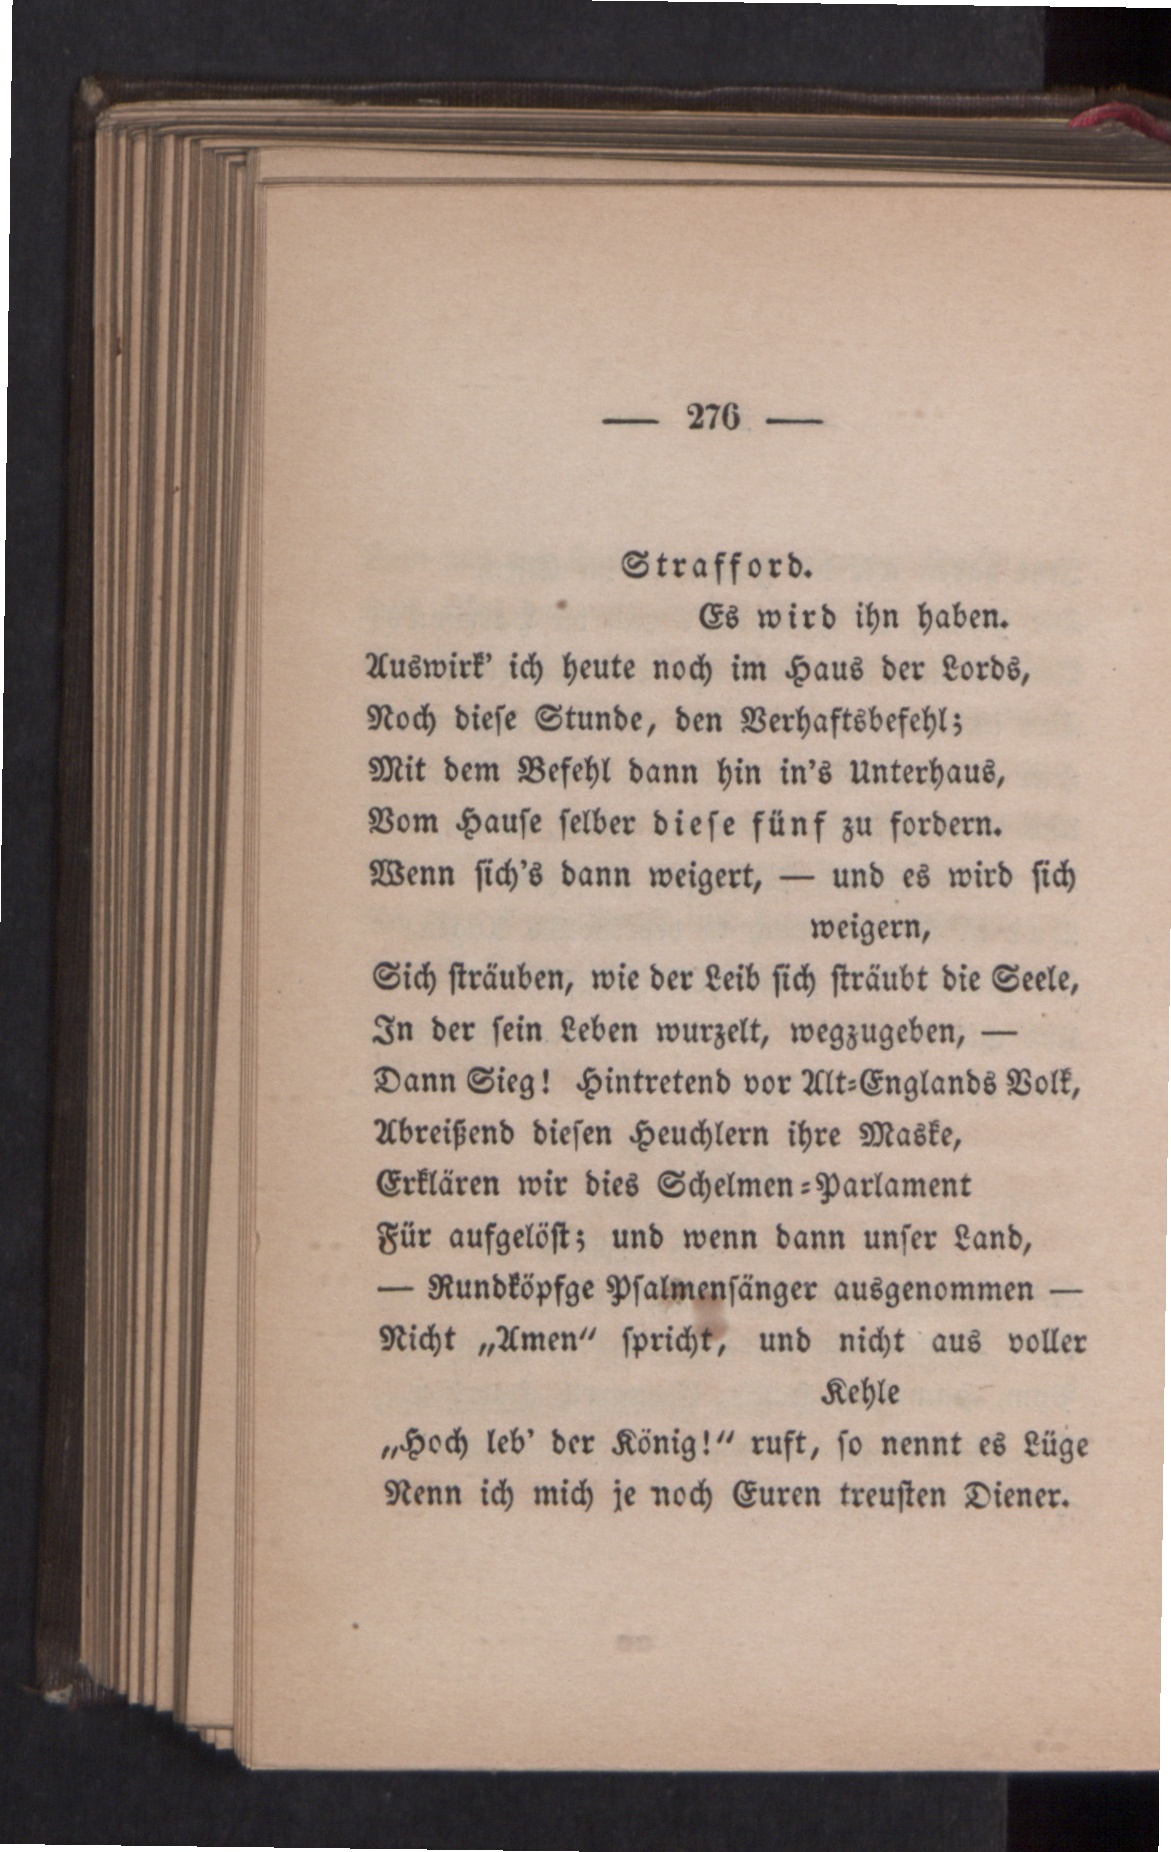 — 276 —
Strafford.
Es wird ihn haben.
Auswirk’ ich heute noch im Haus der Lords,
Noch dieſe Stunde, den Verhaftsbefehl;
Mit dem Befehl dann hin in’s Unterhaus,
Vom Hauſe ſelber dieſe fünf zu fordern.
Wenn ſich’s dann weigert, — und es wird ſich
weigern,
Sich ſträuben, wie der Leib ſich ſträubt die Seele,
In der ſein Leben wurzelt, wegzugeben, —
Dann Sieg! Hintretend vor Alt-Englands Volk,
Abreißend dieſen Heuchlern ihre Maske,
Erklären wir dies Schelmen-Parlament
Für aufgelöſt; und wenn dann unſer Land,
— Rundköpfge Pſalmenſänger ausgenommen —
Nicht „Amen“ ſpricht, und nicht aus voller
Kehle
„Hoch leb’ der König!“ ruft, ſo nennt es Lüge
Nenn ich mich je noch Euren treuſten Diener.